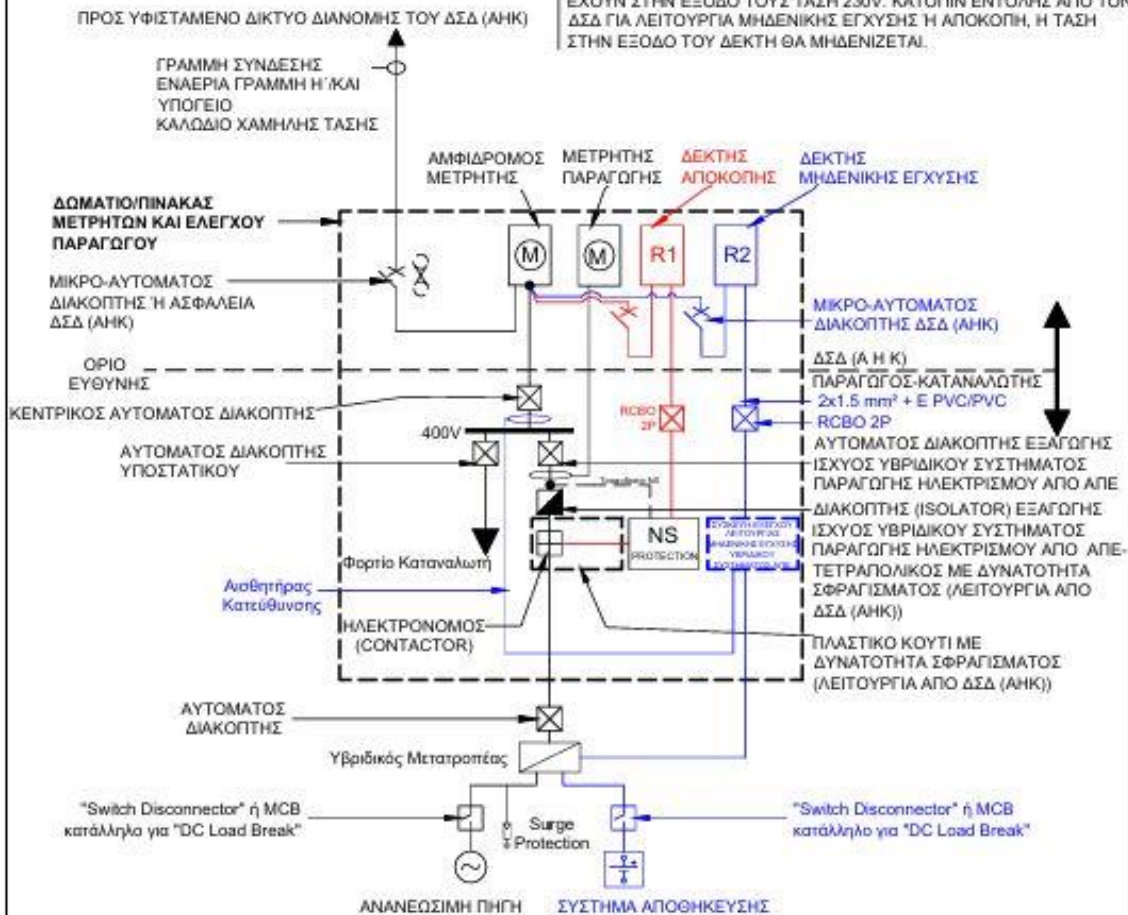 ΠΡΟΣ ΥΦΙΣΤΑΜΕΝΟ ΔΙΚΤΥΟ ΔΙΑΝΟΜΗΣ ΤΟΥ ΔΣΔ (ΑΗΚ)
ΕΧΟΥΝ ΣΤΗΝ ΕΞΟΔΟ ΤΟΥΣ ΤΑΣΗ 230V. ΚΑΤΟΠΙΝ ΕΝΤΟΛΗΣ ΑΠΟ ΤΟΝ
ΔΣΔ ΓΙΑ ΛΕΙΤΟΥΡΓΙΑ ΜΗΔΕΝΙΚΗΣ ΕΓΧΥΣΗΣ Ή ΑΠΟΚΟΠΗ, Η ΤΑΣΗ
ΣΤΗΝ ΕΞΟΔΟ ΤΟΥ ΔΕΚΤΗ ΘΑ ΜΗΔΕΝΙΖΕΤΑΙ.
ΓΡΑΜΜΗ ΣΥΝΔΕΣΗΣ
ΕΝΑΕΡΙΑ ΓΡΑΜΜΗ Η΄/ΚΑΙ
ΥΠΟΓΕΙΟ
ΚΑΛΩΔΙΟ ΧΑΜΗΛΗΣ ΤΑΣΗΣ
ΑΜΦΙΔΡΟΜΟΣ
ΜΕΤΡΗΤΗΣ
ΜΕΤΡΗΤΗΣ
ΠΑΡΑΓΩΓΗΣ
ΔΕΚΤΗΣ
ΑΠΟΚΟΠΗΣ
ΔΕΚΤΗΣ
ΜΗΔΕΝΙΚΗΣ ΕΓΧΥΣΗΣ
ΔΩΜΑΤΙΟ/ΠΙΝΑΚΑΣ
ΜΕΤΡΗΤΩΝ ΚΑΙ ΕΛΕΓΧΟΥ
ΠΑΡΑΓΩΓΟΥ
M
M
R1
R2
ΜΙΚΡΟ-ΑΥΤΟΜΑΤΟΣ
ΔΙΑΚΟΠΤΗΣ Ή ΑΣΦΑΛΕΙΑ
ΔΣΔ (ΑΗΚ)
ΜΙΚΡΟ-ΑΥΤΟΜΑΤΟΣ
ΔΙΑΚΟΠΤΗΣ ΔΣΔ (ΑΗΚ)
ΟΡΙΟ
ΕΥΘΥΝΗΣ
ΔΣΔ (Α Η Κ)
ΠΑΡΑΓΩΓΟΣ-ΚΑΤΑΝΑΛΩΤΗΣ
2x1.5 mm² + E PVC/PVC
RCBO 2P
ΚΕΝΤΡΙΚΟΣ ΑΥΤΟΜΑΤΟΣ ΔΙΑΚΟΠΤΗΣ
RCBO
2P
400V
ΑΥΤΟΜΑΤΟΣ ΔΙΑΚΟΠΤΗΣ
ΥΠΟΣΤΑΤΙΚΟΥ
ΑΥΤΟΜΑΤΟΣ ΔΙΑΚΟΠΤΗΣ ΕΞΑΓΩΓΗΣ
ΙΣΧΥΟΣ ΥΒΡΙΔΙΚΟΥ ΣΥΣΤΗΜΑΤΟΣ
ΠΑΡΑΓΩΓΗΣ ΗΛΕΚΤΡΙΣΜΟΥ ΑΠΟ ΑΠΕ
ΔΙΑΚΟΠΤΗΣ (ISOLATOR) ΕΞΑΓΩΓΗΣ
ΙΣΧΥΟΣ ΥΒΡΙΔΙΚΟΥ ΣΥΣΤΗΜΑΤΟΣ
ΠΑΡΑΓΩΓΗΣ ΗΛΕΚΤΡΙΣΜΟΥ ΑΠΟ ΑΠΕ-
ΤΕΤΡΑΠΟΛΙΚΟΣ ΜΕ ΔΥΝΑΤΟΤΗΤΑ
ΣΦΡΑΓΙΣΜΑΤΟΣ (ΛΕΙΤΟΥΡΓΙΑ ΑΠΟ
ΔΣΔ (ΑΗΚ))
NS
PROTECTION
ΣΥΣΚΕΥΗ ΕΛΕΓΧΟΥ
ΛΕΙΤΟΥΡΓΙΑΣ
ΜΗΔΕΝΙΚΗΣ ΕΓΧΥΣΗΣ
ΥΒΡΙΔΙΚΟΥ
Φορτίο Καταναλωτή
Αισθητήρας
Κατεύθυνσης
ΗΛΕΚΤΡΟΝΟΜΟΣ
(CONTACTOR)
ΠΛΑΣΤΙΚΟ ΚΟΥΤΙ ΜΕ
ΔΥΝΑΤΟΤΗΤΑ ΣΦΡΑΓΙΣΜΑΤΟΣ
(ΛΕΙΤΟΥΡΓΙΑ ΑΠΟ ΔΣΔ (ΑΗΚ))
ΑΥΤΟΜΑΤΟΣ
ΔΙΑΚΟΠΤΗΣ
Υβριδικός Μετατροπέας
"Switch Disconnector" ή MCB
κατάλληλο για "DC Load Break"
Surge
Protection
"Switch Disconnector" ή MCB
κατάλληλο για "DC Load Break"
ΑΝΑΝΕΩΣΙΜΗ ΠΗΓΗ
ΣΥΣΤΗΜΑ ΑΠΟΘΗΚΕΥΣΗΣ